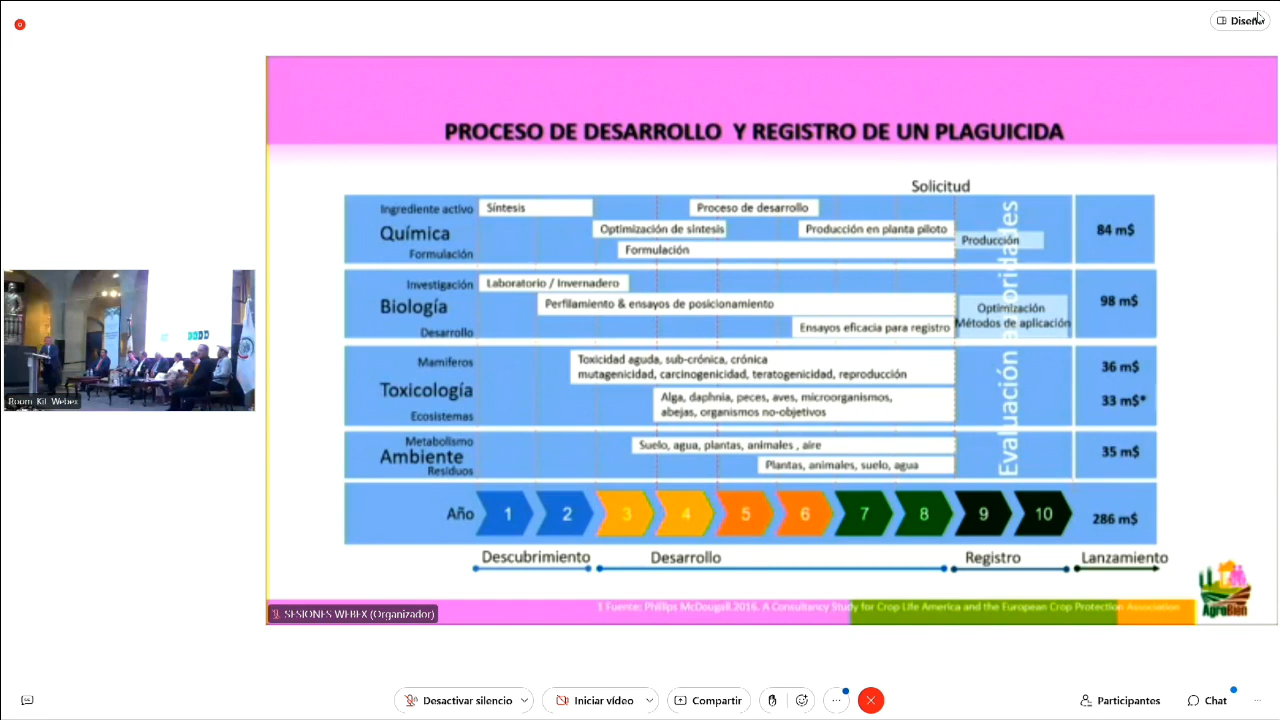 Diseño
PROCESO DE DESARROLLO Y REGISTRO DE UN PLAGUICIDA
Solicitud
Ingrediente activo
Química
Formulación
Síntesis
Proceso de desarrollo
Optimización de síntesis
Producción en planta piloto
Formulación
Producción
84 m$
Investigación
Biología
Desarrollo
Laboratorio / Invernadero
Perfilamiento & ensayos de posicionamiento
Ensayos eficacia para registro
Optimización
Métodos de aplicación
98 m$
Mamíferos
Toxicología
Ecosistemas
Toxicidad aguda, sub-crónica, crónica
mutagenicidad, carcinogenicidad, teratogenicidad, reproducción
Alga, daphnia, peces, aves, microorganismos,
abejas, organismos no-objetivos
36 m$
33 m$*
Metabolismo
Ambiente
Residuos
Suelo, agua, plantas, animales , aire
Plantas, animales, suelo, agua
35 m$
Evaluación autoridades
Año
1 2 3 4 5 6 7 8 9 10
286 m$
Descubrimiento
Desarrollo
Registro
Lanzamiento
1 Fuente: Phillips McDougall.2016. A Consultancy Study for Crop Life America and the European Crop Protection Association
AgroBien
SESIONES WEBEX (Organizador)
Room Kit Webex
Desactivar silencio
Iniciar vídeo
Compartir
Participantes
Chat